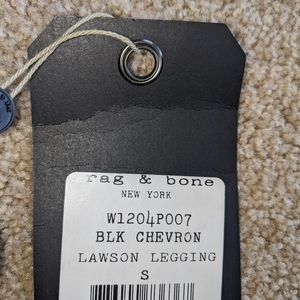 rag & bone
NEW YORK
W1204P007
BLK CHEVRON
LAWSON LEGGING
S